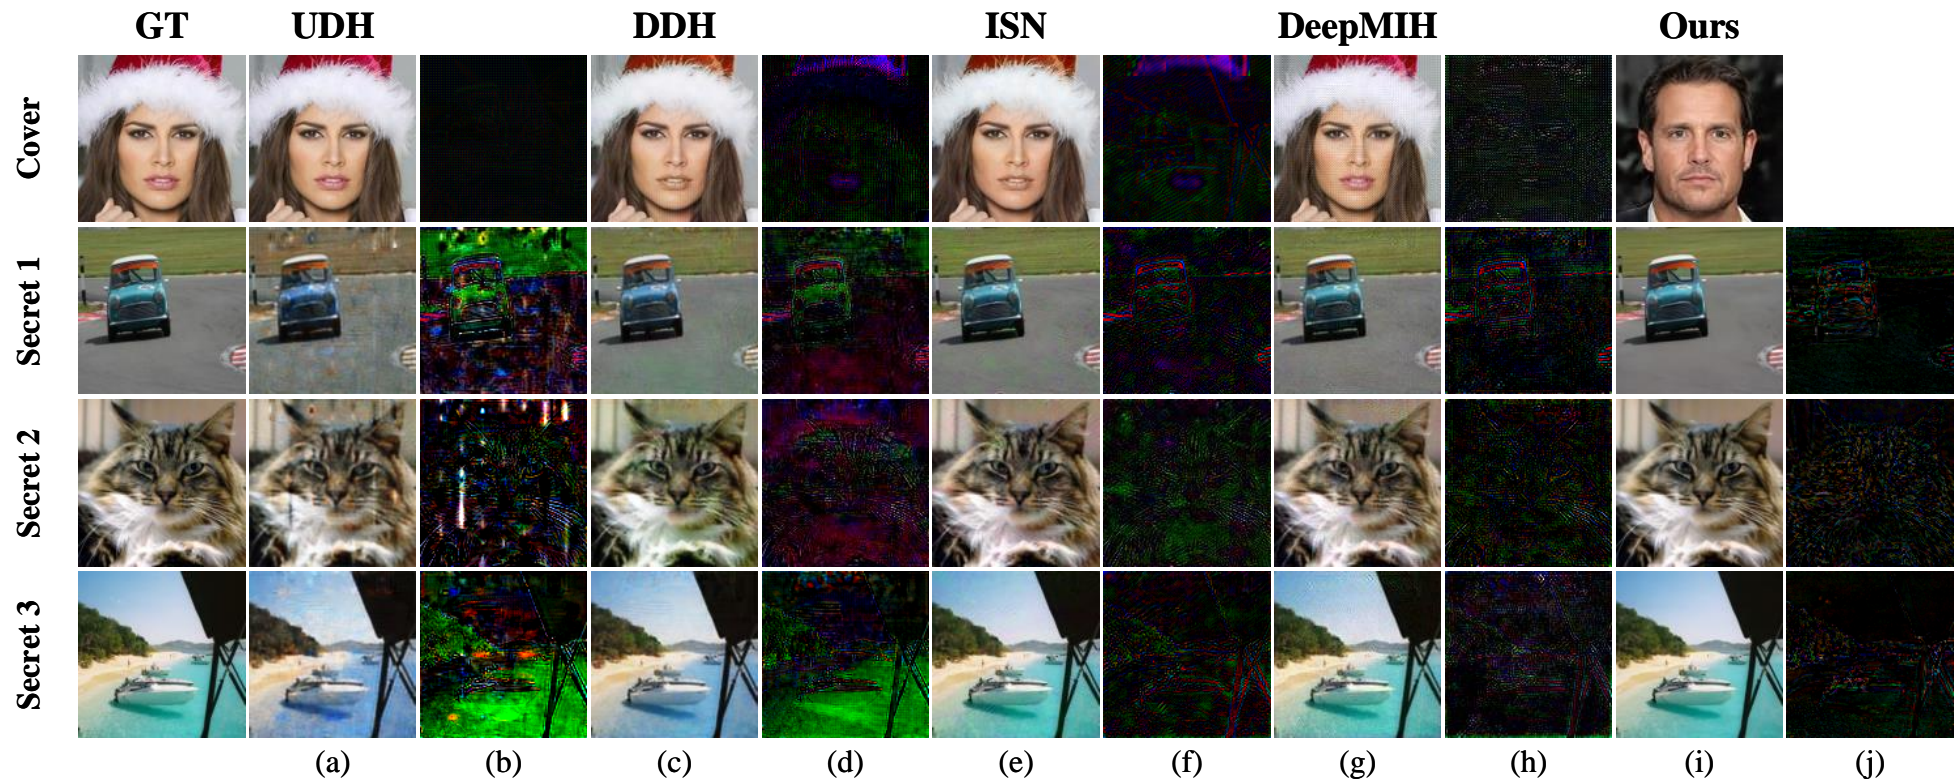 GT UDH DDH ISN DeepMIH Ours
Cover
Secret 1
Secret 2
Secret 3
(a) (b) (c) (d) (e) (f) (g) (h) (i) (j)